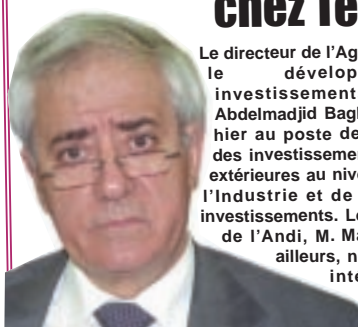 chez le
Le directeur de l'Ag
le dévelop
investissement
Abdelmadjid Bagh
hier au poste de
des investissemen
extérieures au nive
l'Industrie et de
investissements. Le
de l'Andi, M. Ma
ailleurs, n
inte